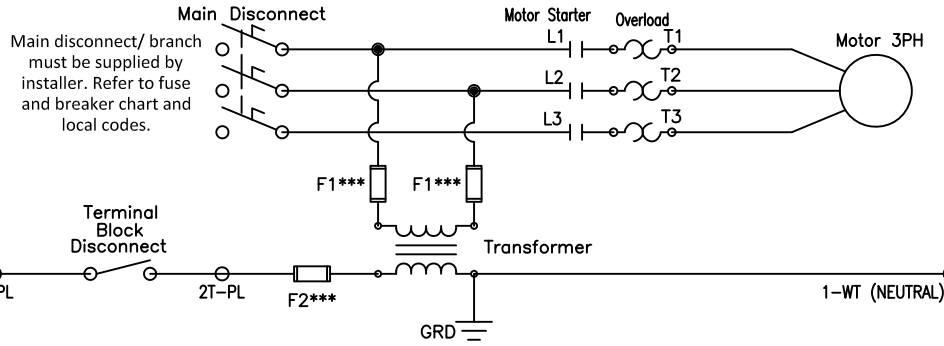 Main Disconnect
Main disconnect/ branch
must be supplied by
installer. Refer to fuse
and breaker chart and
local codes.
Motor Starter
Overload
L1
T1
Motor 3PH
L2
T2
L3
T3
F1***
F1***
Terminal
Block
Disconnect
Transformer
PL
2T-PL
F2***
1-WT (NEUTRAL)
GRD